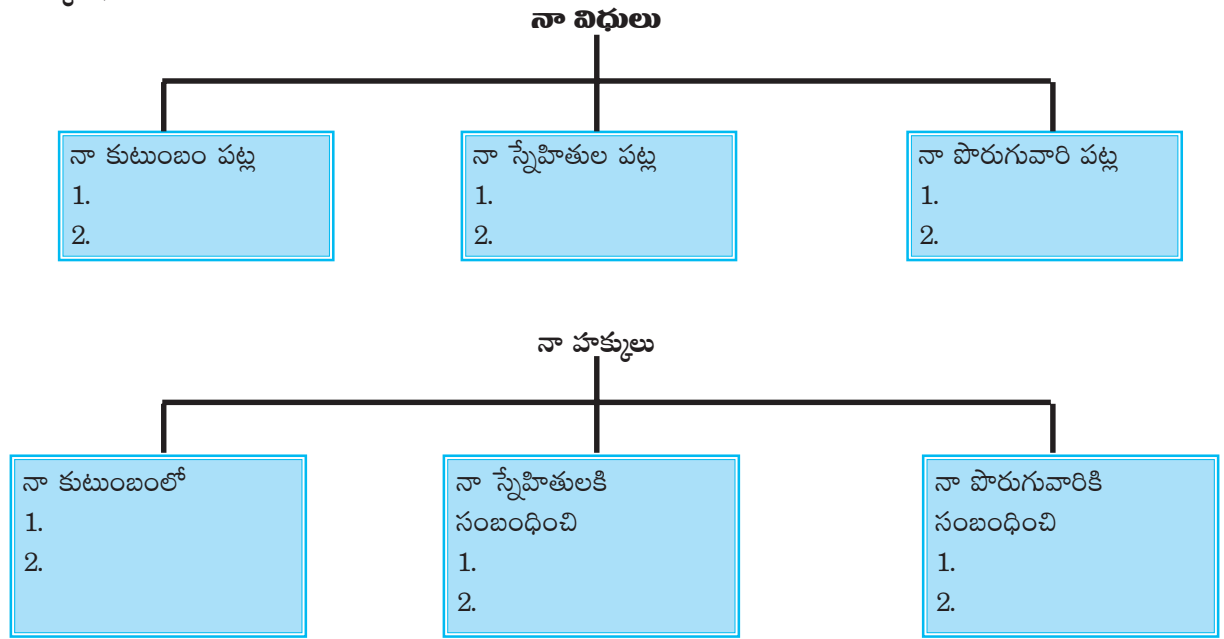 నా విధులు
నా కుటుంబం పట్ల
1.
2.
నా స్నేహితుల పట్ల
1.
2.
నా పొరుగువారి పట్ల
1.
2.
నా హక్కులు
నా కుటుంబంలో
1.
2.
నా స్నేహితులకి
సంబంధించి
1.
2.
నా పొరుగువారికి
సంబంధించి
1.
2.